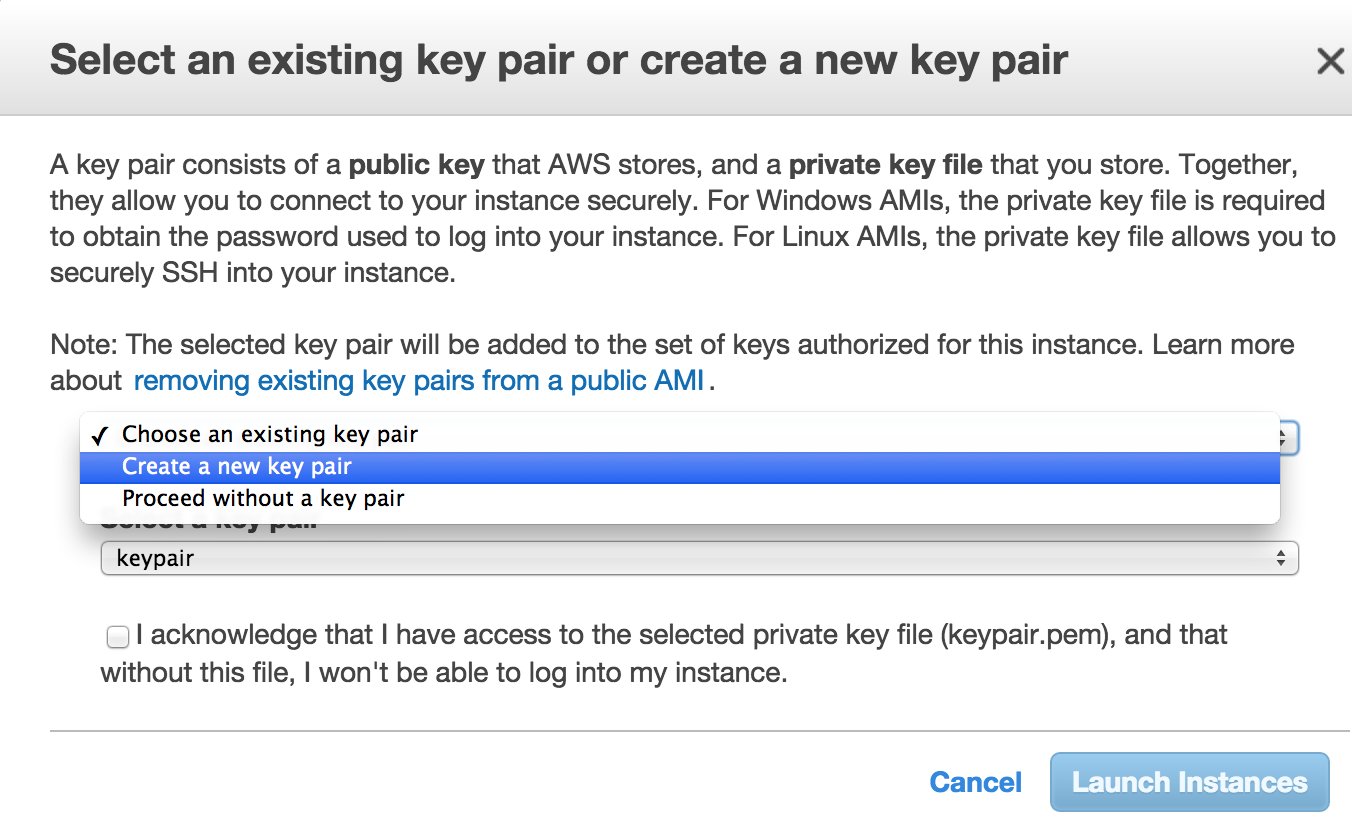 Select an existing key pair or create a new key pair
A key pair consists of a public key that AWS stores, and a private key file that you store. Together,
they allow you to connect to your instance securely. For Windows AMIs, the private key file is required
to obtain the password used to log into your instance. For Linux AMIs, the private key file allows you to
securely SSH into your instance.
Note: The selected key pair will be added to the set of keys authorized for this instance. Learn more
about removing existing key pairs from a public AMI .
✓ Choose an existing key pair
Create a new key pair
Proceed without a key pair
Select a key pair
keypair
I acknowledge that I have access to the selected private key file (keypair.pem), and that
without this file, I won't be able to log into my instance.
Cancel
Launch Instances